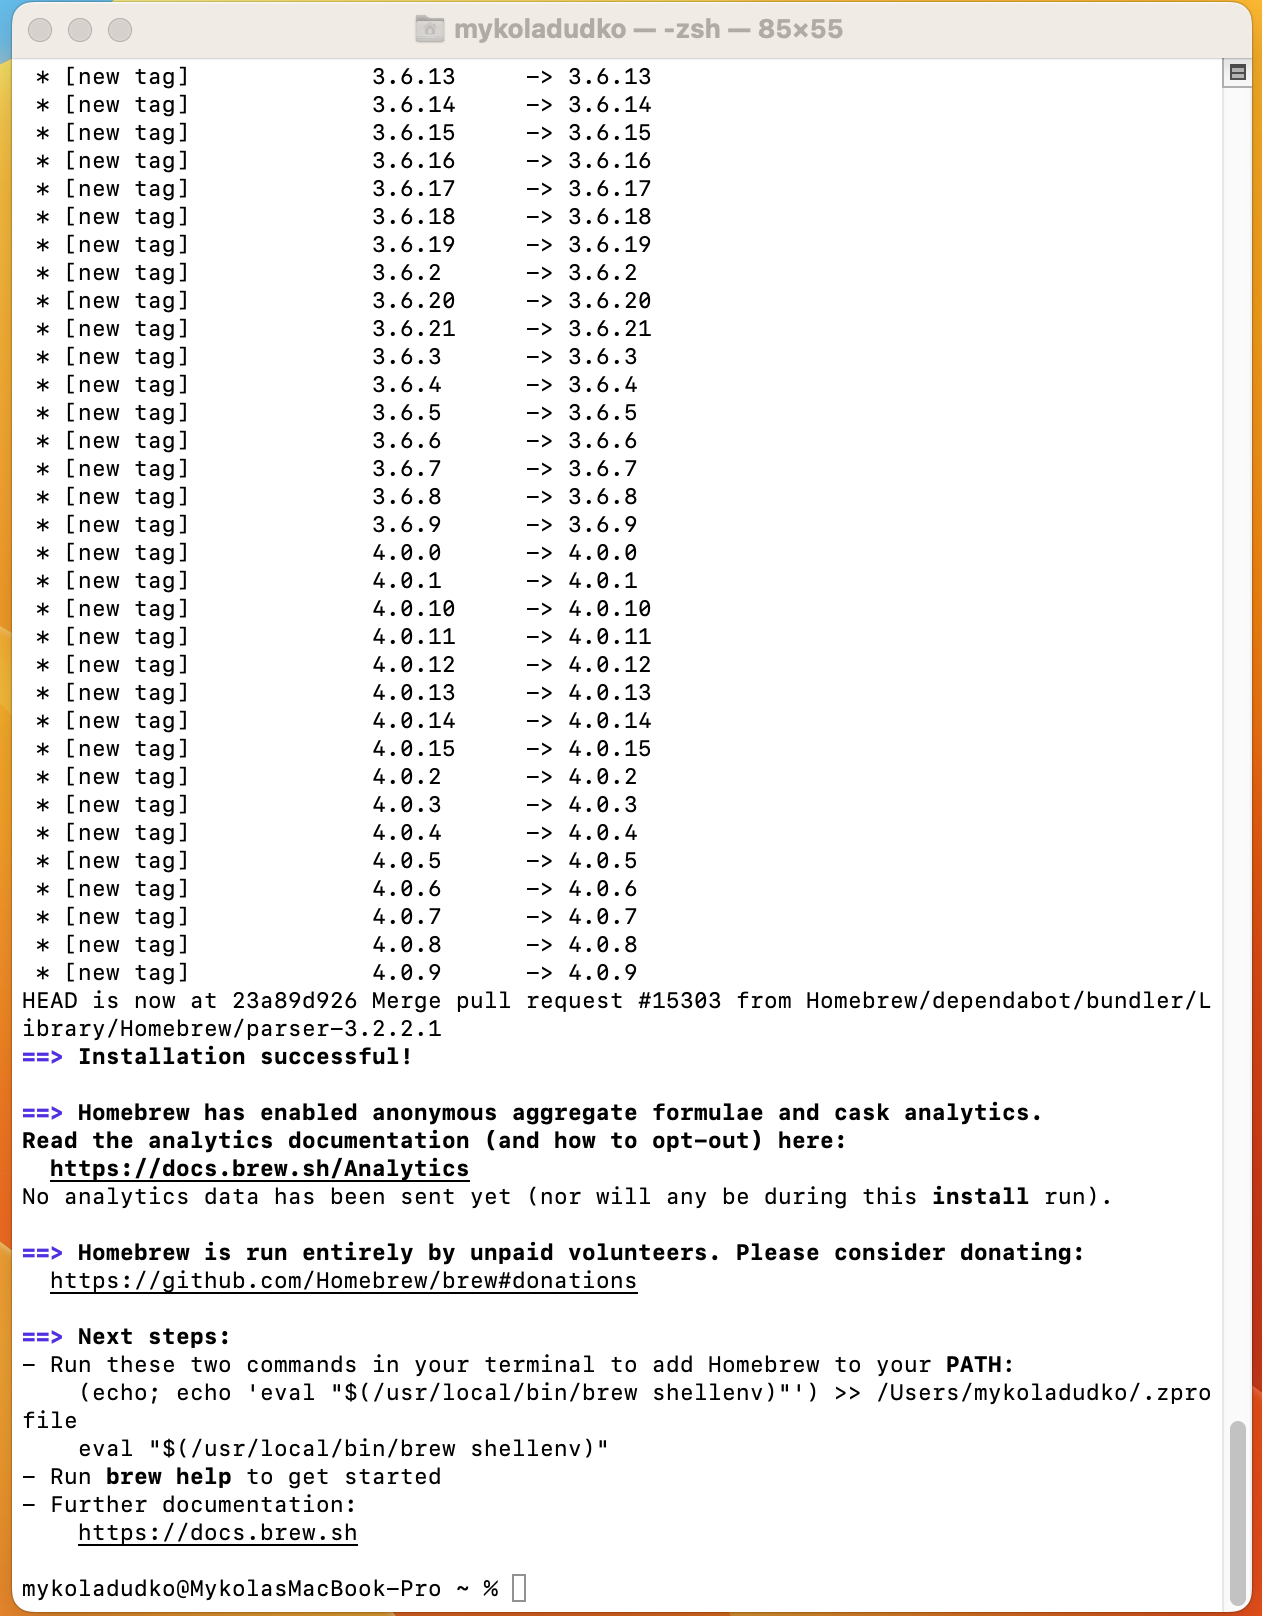 mykoladudko — -zsh — 85×55
 * [new tag]             3.6.13     -> 3.6.13
 * [new tag]             3.6.14     -> 3.6.14
 * [new tag]             3.6.15     -> 3.6.15
 * [new tag]             3.6.16     -> 3.6.16
 * [new tag]             3.6.17     -> 3.6.17
 * [new tag]             3.6.18     -> 3.6.18
 * [new tag]             3.6.19     -> 3.6.19
 * [new tag]             3.6.2      -> 3.6.2
 * [new tag]             3.6.20     -> 3.6.20
 * [new tag]             3.6.21     -> 3.6.21
 * [new tag]             3.6.3      -> 3.6.3
 * [new tag]             3.6.4      -> 3.6.4
 * [new tag]             3.6.5      -> 3.6.5
 * [new tag]             3.6.6      -> 3.6.6
 * [new tag]             3.6.7      -> 3.6.7
 * [new tag]             3.6.8      -> 3.6.8
 * [new tag]             3.6.9      -> 3.6.9
 * [new tag]             4.0.0      -> 4.0.0
 * [new tag]             4.0.1      -> 4.0.1
 * [new tag]             4.0.10     -> 4.0.10
 * [new tag]             4.0.11     -> 4.0.11
 * [new tag]             4.0.12     -> 4.0.12
 * [new tag]             4.0.13     -> 4.0.13
 * [new tag]             4.0.14     -> 4.0.14
 * [new tag]             4.0.15     -> 4.0.15
 * [new tag]             4.0.2      -> 4.0.2
 * [new tag]             4.0.3      -> 4.0.3
 * [new tag]             4.0.4      -> 4.0.4
 * [new tag]             4.0.5      -> 4.0.5
 * [new tag]             4.0.6      -> 4.0.6
 * [new tag]             4.0.7      -> 4.0.7
 * [new tag]             4.0.8      -> 4.0.8
 * [new tag]             4.0.9      -> 4.0.9
HEAD is now at 23a89d926 Merge pull request #15303 from Homebrew/dependabot/bundler/L
ibrary/Homebrew/parser-3.2.2.1
==> Installation successful!

==> Homebrew has enabled anonymous aggregate formulae and cask analytics.
Read the analytics documentation (and how to opt-out) here:
  https://docs.brew.sh/Analytics
No analytics data has been sent yet (nor will any be during this install run).

==> Homebrew is run entirely by unpaid volunteers. Please consider donating:
  https://github.com/Homebrew/brew#donations

==> Next steps:
- Run these two commands in your terminal to add Homebrew to your PATH:
    (echo; echo 'eval "$(/usr/local/bin/brew shellenv)"') >> /Users/mykoladudko/.zpro
file
    eval "$(/usr/local/bin/brew shellenv)"
- Run brew help to get started
- Further documentation:
    https://docs.brew.sh

mykoladudko@MykolasMacBook-Pro ~ %